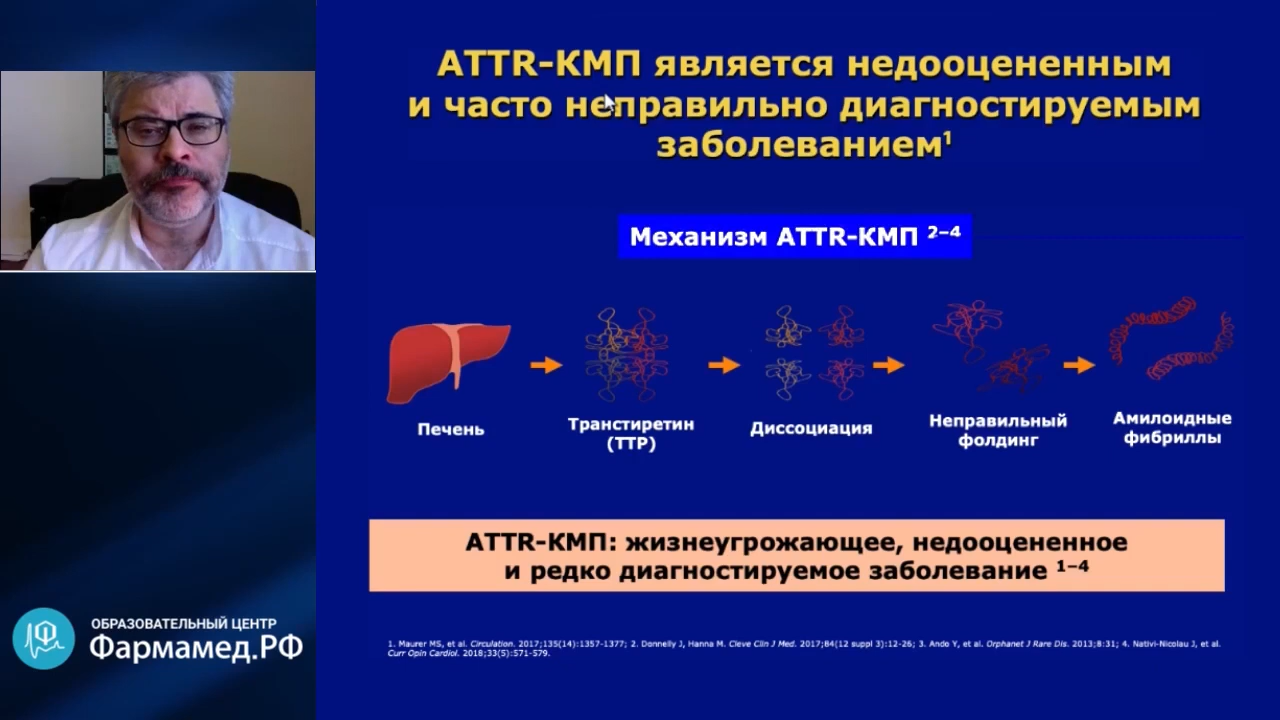 АТТR-КМП является недооцененным
и часто неправильно диагностируемым
заболеванием¹
Механизм ATTR-КМП ²⁻⁴
Печень
Транстиретин
(ТТР)
Диссоциация
Неправильный
фолдинг
Амилоидные
фибриллы
АТТR-КМП: жизнеугрожающее, недооцененное
и редко диагностируемое заболевание ¹⁻⁴
1. Maurer MS, et al. Circulation. 2017;135(14):1357-1377; 2. Donnelly J, Hanna M. Cleve Clin J Med. 2017;84(12 suppl 3):12-26; 3. Ando Y, et al. Orphanet J Rare Dis. 2013;8:31; 4. Nativi-Nicolau J, et al.
Curr Opin Cardiol. 2018;33(5):571-579.
ОБРАЗОВАТЕЛЬНЫЙ ЦЕНТР
Фармамед.РФ